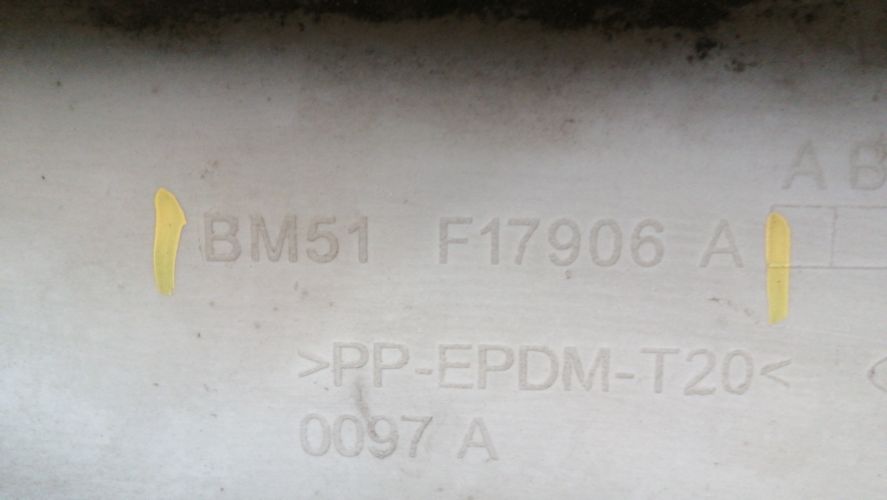 A B
BM51 F17906 A
>PP-EPDM-T20<
0097 A